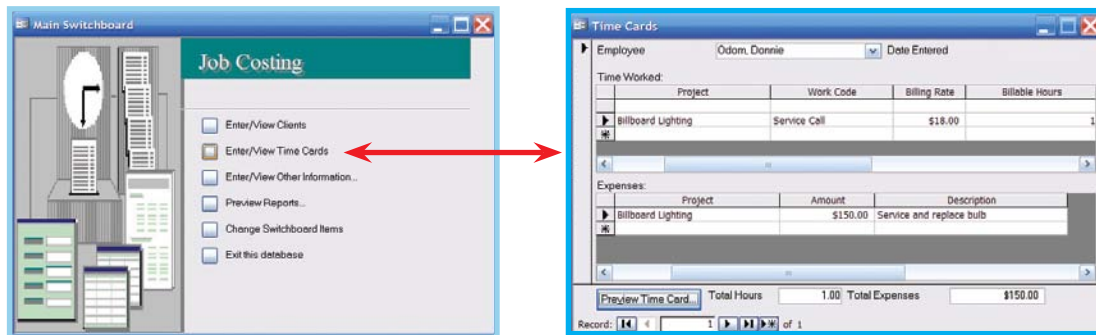 Main Switchboard
Job Costing
Enter/View Clients
Enter/View Time Cards
Enter/View Other Information...
Preview Reports...
Change Switchboard Items
Exit this database
Time Cards
Employee Odom, Donnie Date Entered
Time Worked:
Project Work Code Billing Rate Billable Hours
Billboard Lighting Service Call $18.00 1
Expenses:
Project Amount Description
Billboard Lighting $150.00 Service and replace bulb
Preview Time Card... Total Hours 1.00 Total Expenses $150.00
Record: 1 of 1